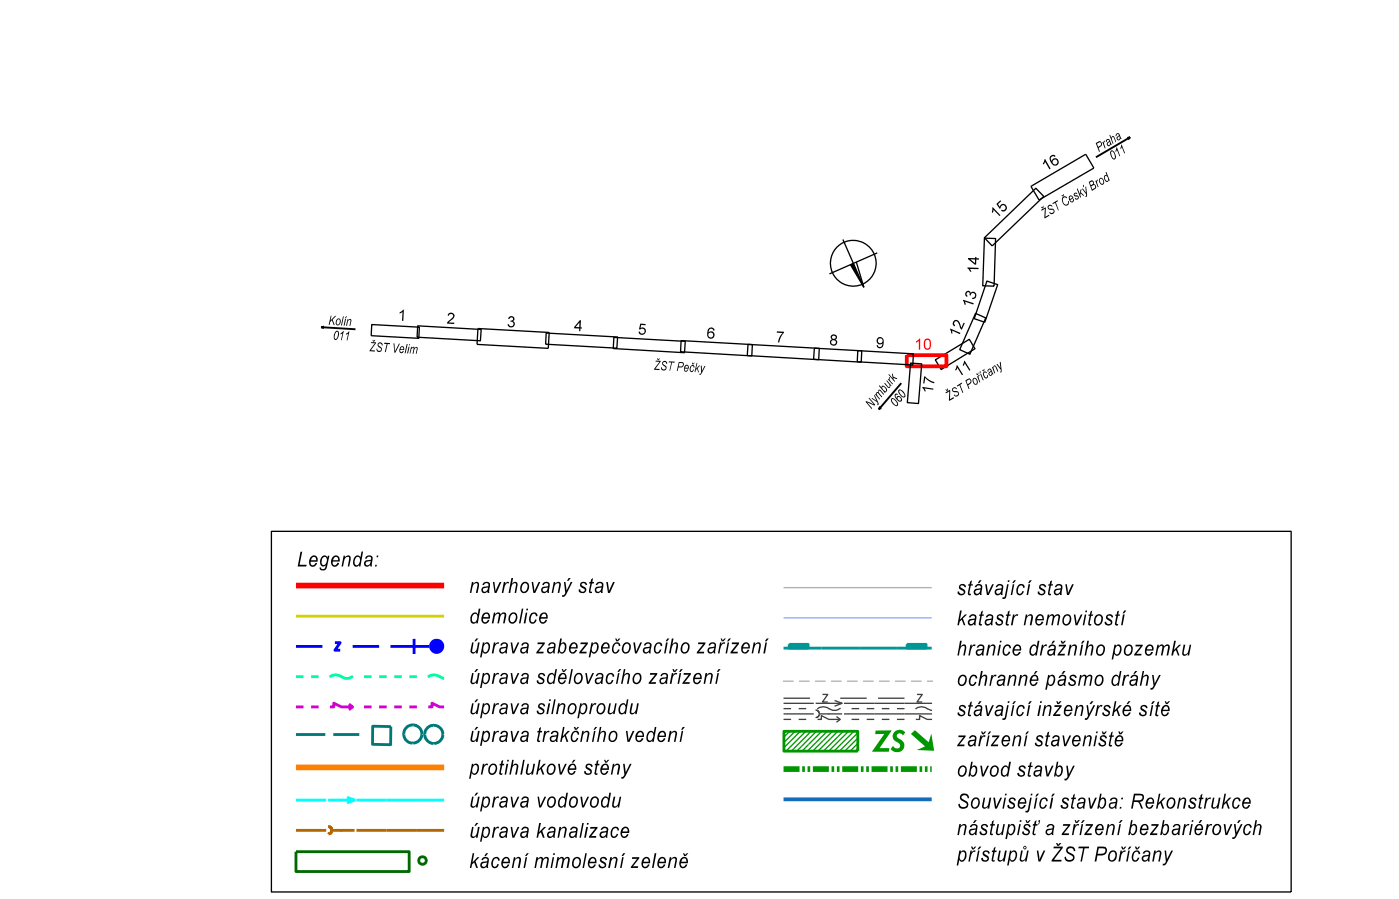 Praha
011
16
ŽST Český Brod
15
14
13
12
11
ŽST Poříčany
Kolín
011
1
2
3
4
5
6
7
8
9
10
17
ŽST Velim
ŽST Pečky
Nymburk
060
Legenda:
navrhovaný stav
demolice
z
úprava zabezpečovacího zařízení
úprava sdělovacího zařízení
úprava silnoproudu
úprava trakčního vedení
protihlukové stěny
úprava vodovodu
úprava kanalizace
kácení mimolesní zeleně
stávající stav
katastr nemovitostí
hranice drážního pozemku
ochranné pásmo dráhy
z z
stávající inženýrské sítě
ZS
zařízení staveniště
obvod stavby
Související stavba: Rekonstrukce
nástupišť a zřízení bezbariérových
přístupů v ŽST Poříčany